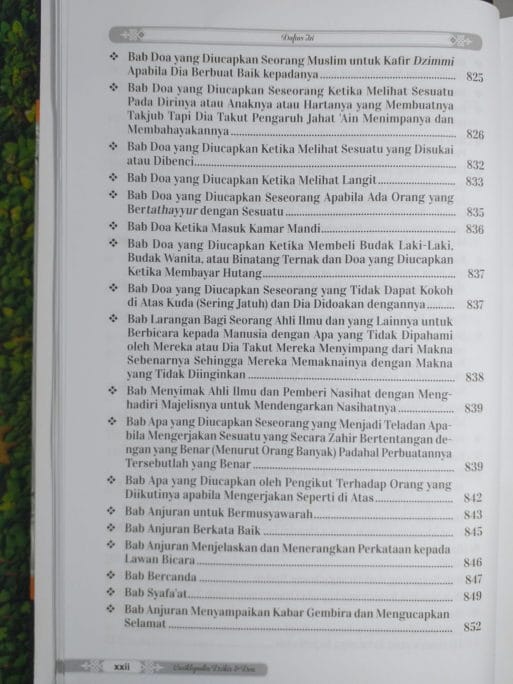 Daftar Isi
❖ Bab Doa yang Diucapkan Seorang Muslim untuk Kafir Dzimmi
Apabila Dia Berbuat Baik kepadanya 825
❖ Bab Doa yang Diucapkan Seseorang Ketika Melihat Sesuatu
Pada Dirinya atau Anaknya atau Hartanya yang Membuatnya
Takjub Tapi Dia Takut Pengaruh Jahat 'Ain Menimpanya dan
Membahayakannya 826
❖ Bab Doa yang Diucapkan Ketika Melihat Sesuatu yang Disukai
atau Dibenci 832
❖ Bab Doa yang Diucapkan Ketika Melihat Langit 833
❖ Bab Doa yang Diucapkan Seseorang Apabila Ada Orang yang
Bertathayyur dengan Sesuatu 835
❖ Bab Doa Ketika Masuk Kamar Mandi 836
❖ Bab Doa yang Diucapkan Ketika Membeli Budak Laki-Laki,
Budak Wanita, atau Binatang Ternak dan Doa yang Diucapkan
Ketika Membayar Hutang 837
❖ Bab Doa yang Diucapkan Seseorang yang Tidak Dapat Kokoh
di Atas Kuda (Sering Jatuh) dan Dia Didoakan dengannya 837
❖ Bab Larangan Bagi Seorang Ahli Ilmu dan yang Lainnya untuk
Berbicara kepada Manusia dengan Apa yang Tidak Dipahami
oleh Mereka atau Dia Takut Mereka Menyimpang dari Makna
Sebenarnya Sehingga Mereka Memaknainya dengan Makna
yang Tidak Diinginkan 838
❖ Bab Menyimak Ahli Ilmu dan Pemberi Nasihat dengan Meng-
hadiri Majelisnya untuk Mendengarkan Nasihatnya 839
❖ Bab Apa yang Diucapkan Seseorang yang Menjadi Teladan Apa-
bila Mengerjakan Sesuatu yang Secara Zahir Bertentangan de-
ngan yang Benar (Menurut Orang Banyak) Padahal Perbuatannya
Tersebutlah yang Benar 839
❖ Bab Apa yang Diucapkan oleh Pengikut Terhadap Orang yang
Diikutinya apabila Mengerjakan Seperti di Atas 842
❖ Bab Anjuran untuk Bermusyawarah 843
❖ Bab Anjuran Berkata Baik 845
❖ Bab Anjuran Menjelaskan dan Menerangkan Perkataan kepada
Lawan Bicara 846
❖ Bab Bercanda 847
❖ Bab Syafa'at 849
❖ Bab Anjuran Menyampaikan Kabar Gembira dan Mengucapkan
Selamat 852
xxii Ensiklopedia Dzikir & Doa